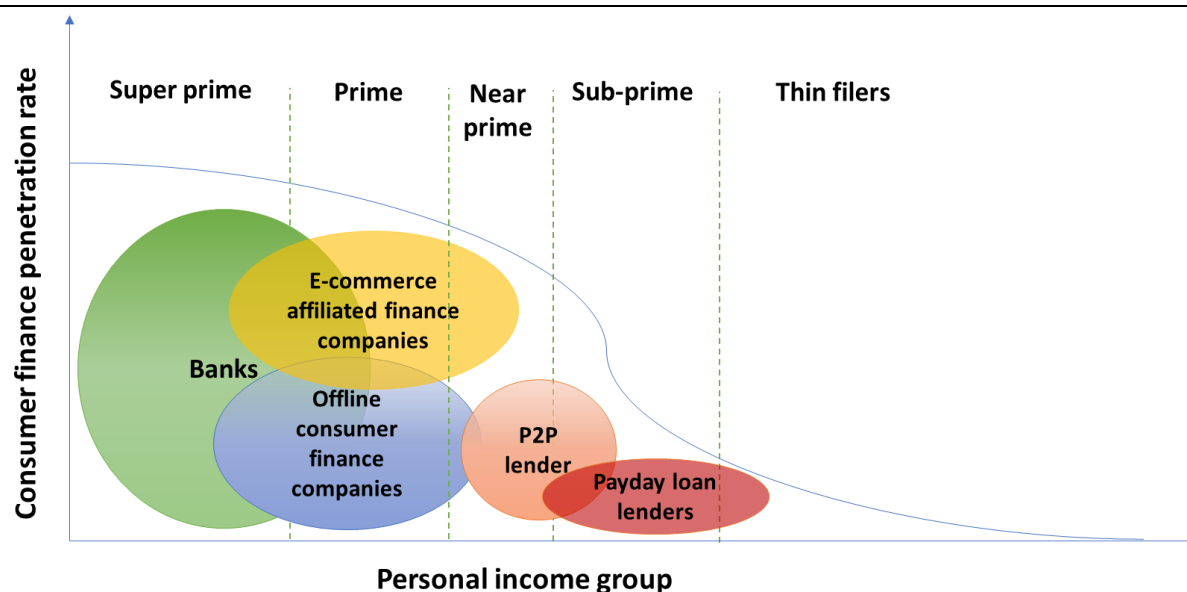 Consumer finance penetration rate
Super prime
Prime
Near
prime
Sub-prime
Thin filers
E-commerce
affiliated finance
companies
Banks
Offline
consumer
finance
companies
P2P
lender
Payday loan
lenders
Personal income group